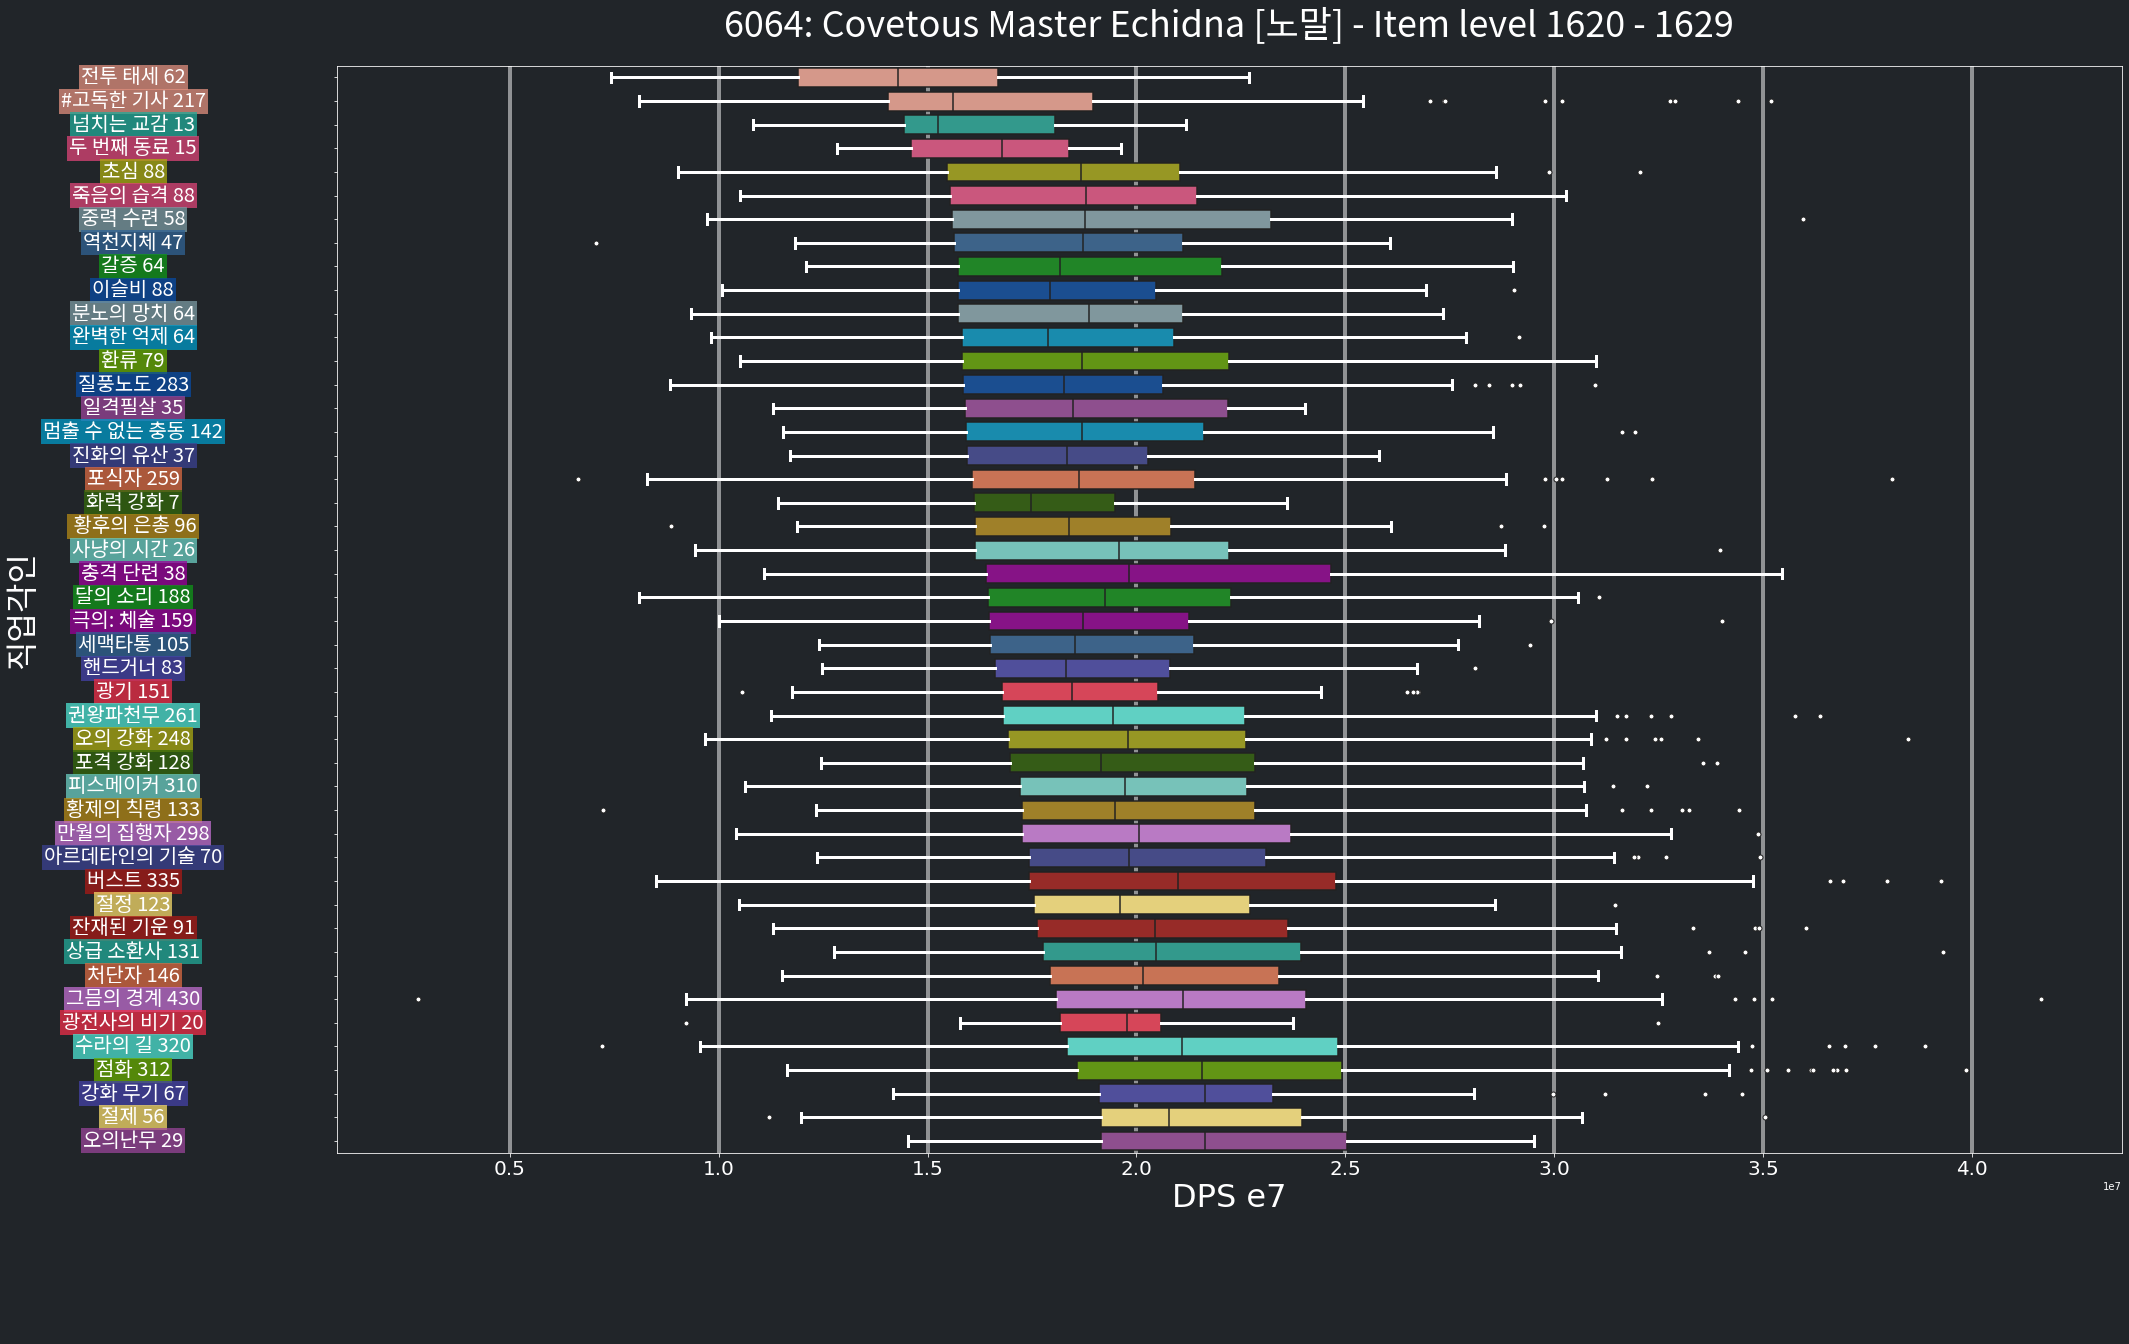 6064: Covetous Master Echidna [노말] - Item level 1620 - 1629
전투 태세 62
#고독한 기사 217
넘치는 교감 13
두 번째 동료 15
초심 88
죽음의 습격 88
중력 수련 58
역천지체 47
갈증 64
이슬비 88
분노의 망치 64
완벽한 억제 64
환류 79
질풍노도 283
일격필살 35
멈출 수 없는 충동 142
진화의 유산 37
포식자 259
화력 강화 7
황후의 은총 96
사냥의 시간 26
충격 단련 38
달의 소리 188
극의: 체술 159
세맥타통 105
핸드거너 83
광기 151
권왕파천무 261
오의 강화 248
포격 강화 128
피스메이커 310
황제의 칙령 133
만월의 집행자 298
아르데타인의 기술 70
버스트 335
절정 123
잔재된 기운 91
상급 소환사 131
처단자 146
그믐의 경계 430
광전사의 비기 20
수라의 길 320
점화 312
강화 무기 67
절제 56
오의난무 29
직업각인
0.5 1.0 1.5 2.0 2.5 3.0 3.5 4.0
DPS e7
1e7